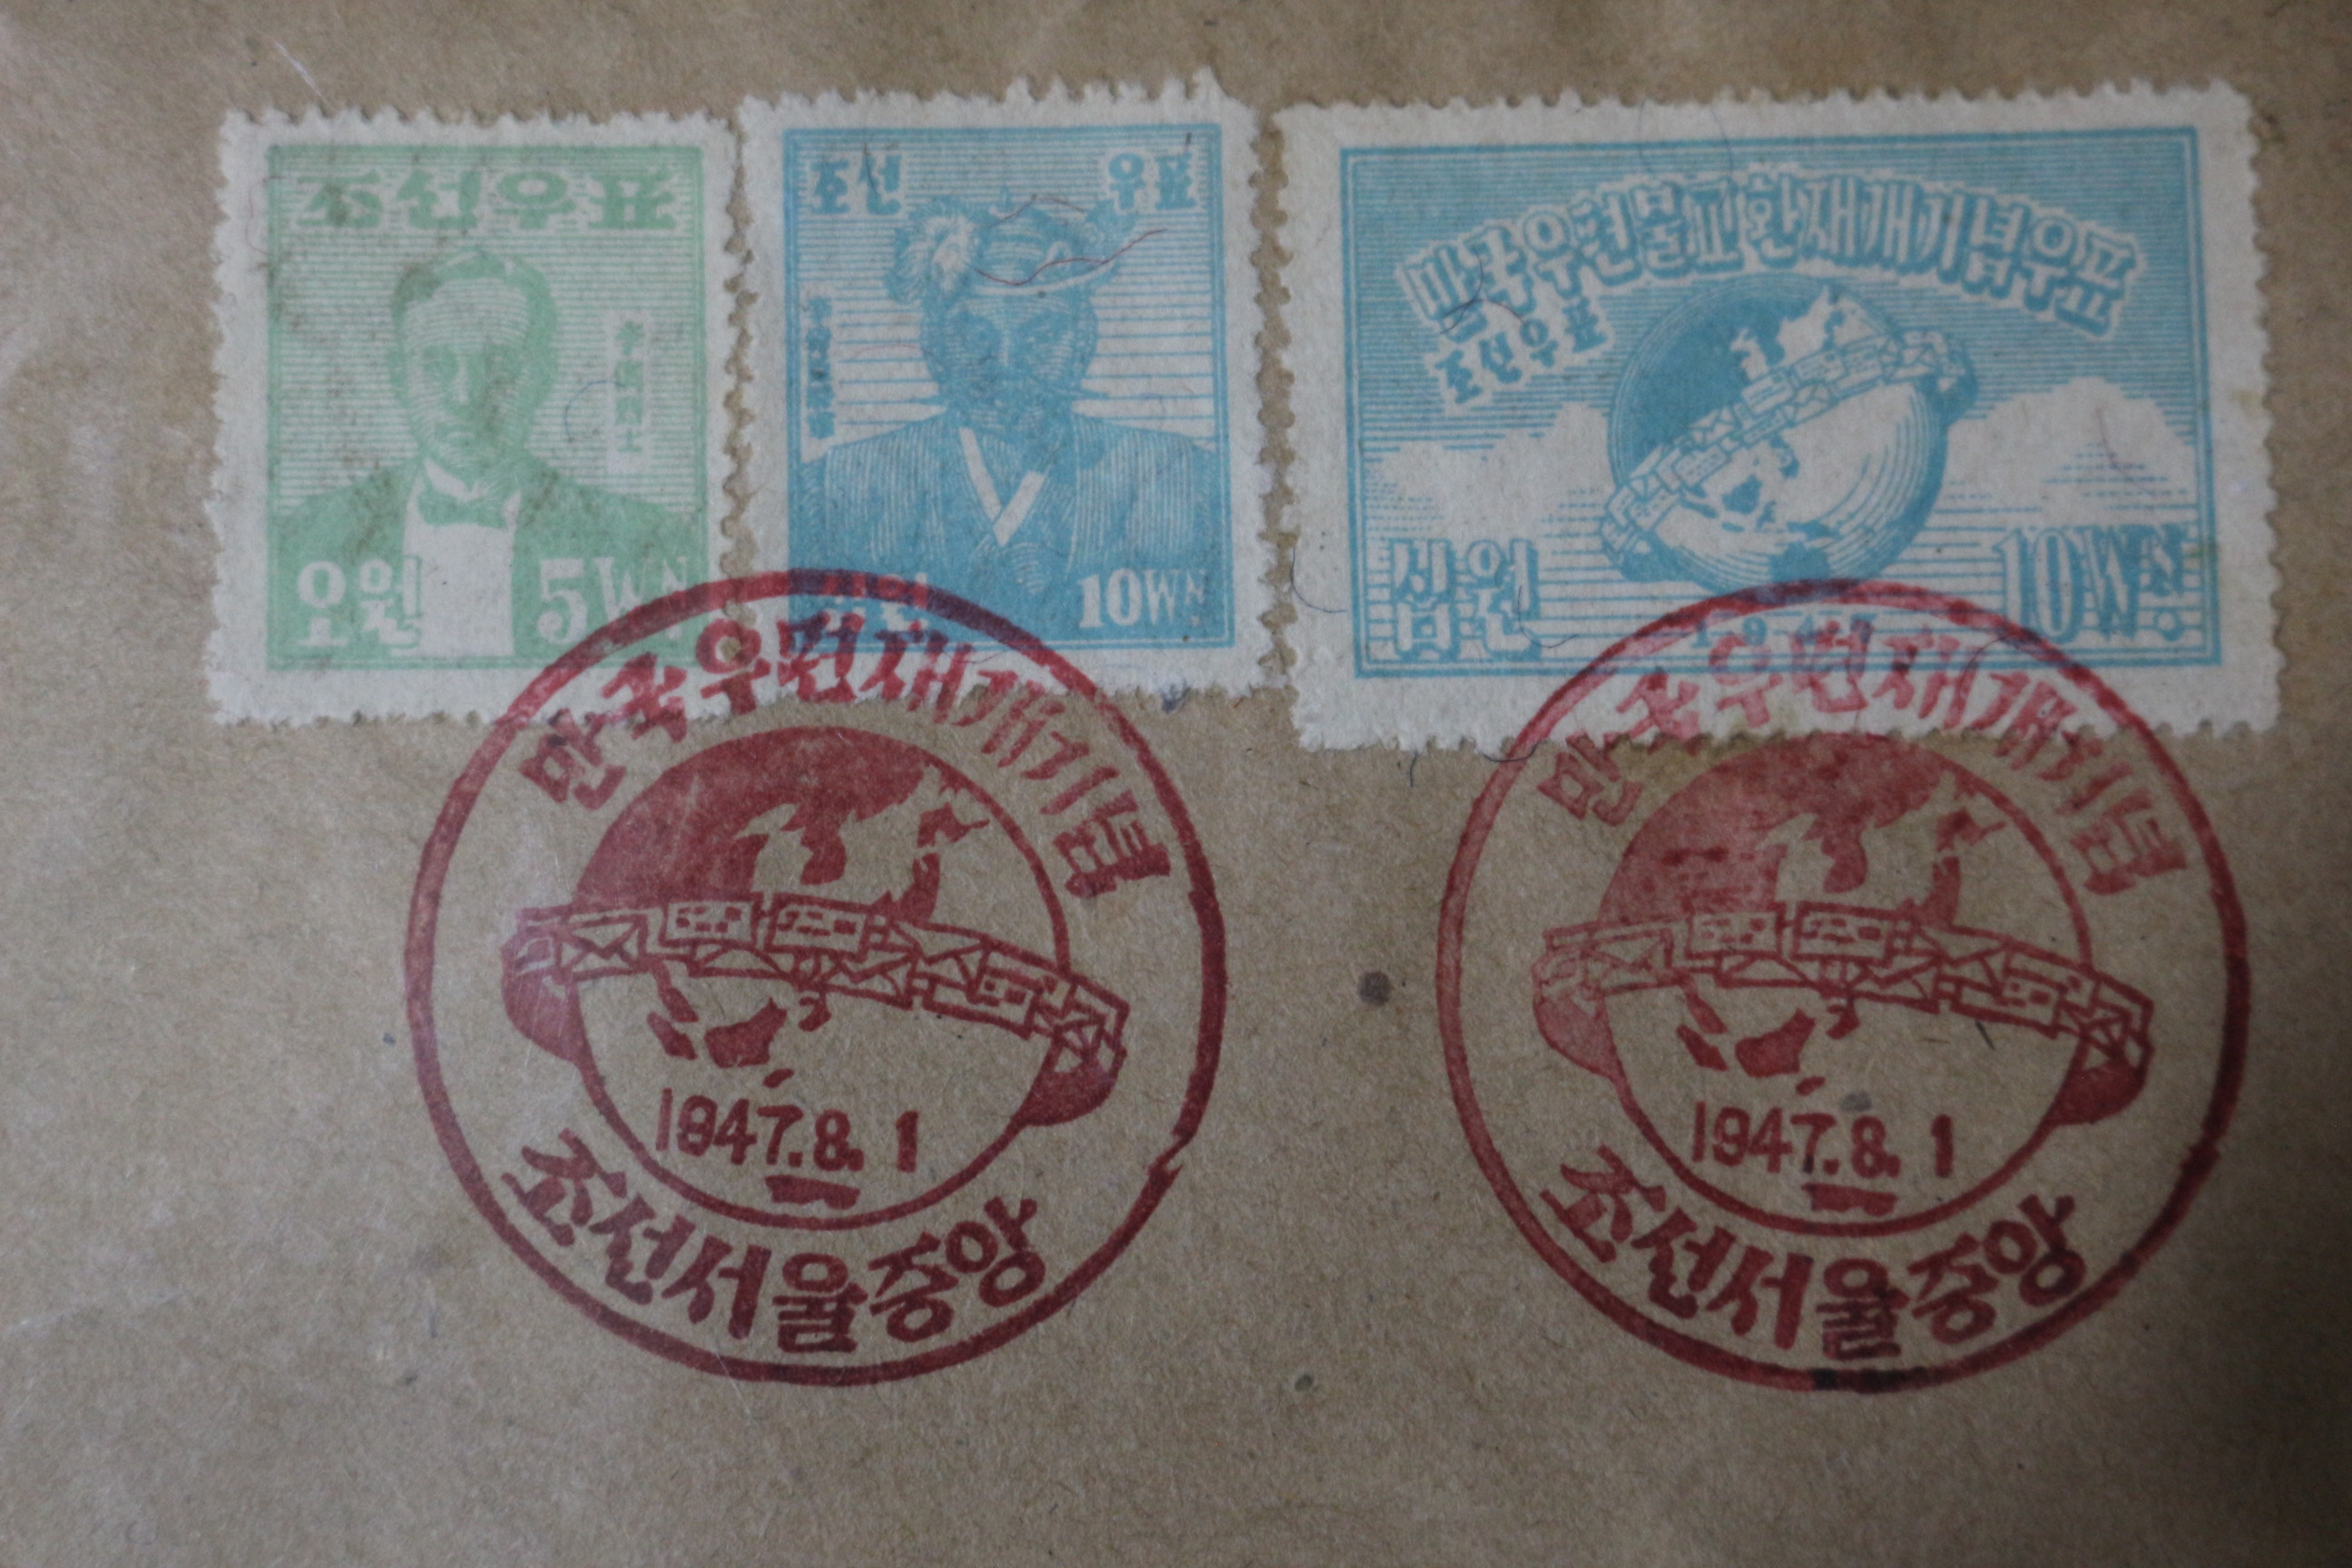 조선우표
오원
5WN
조선 우표
10WN
만국우편물교환재개기념우표
조선우표
십원
10WN.
만국우편재개기념
1947.8.1
조선서울중앙
만국우편재개기념
1947.8.1
조선서울중앙